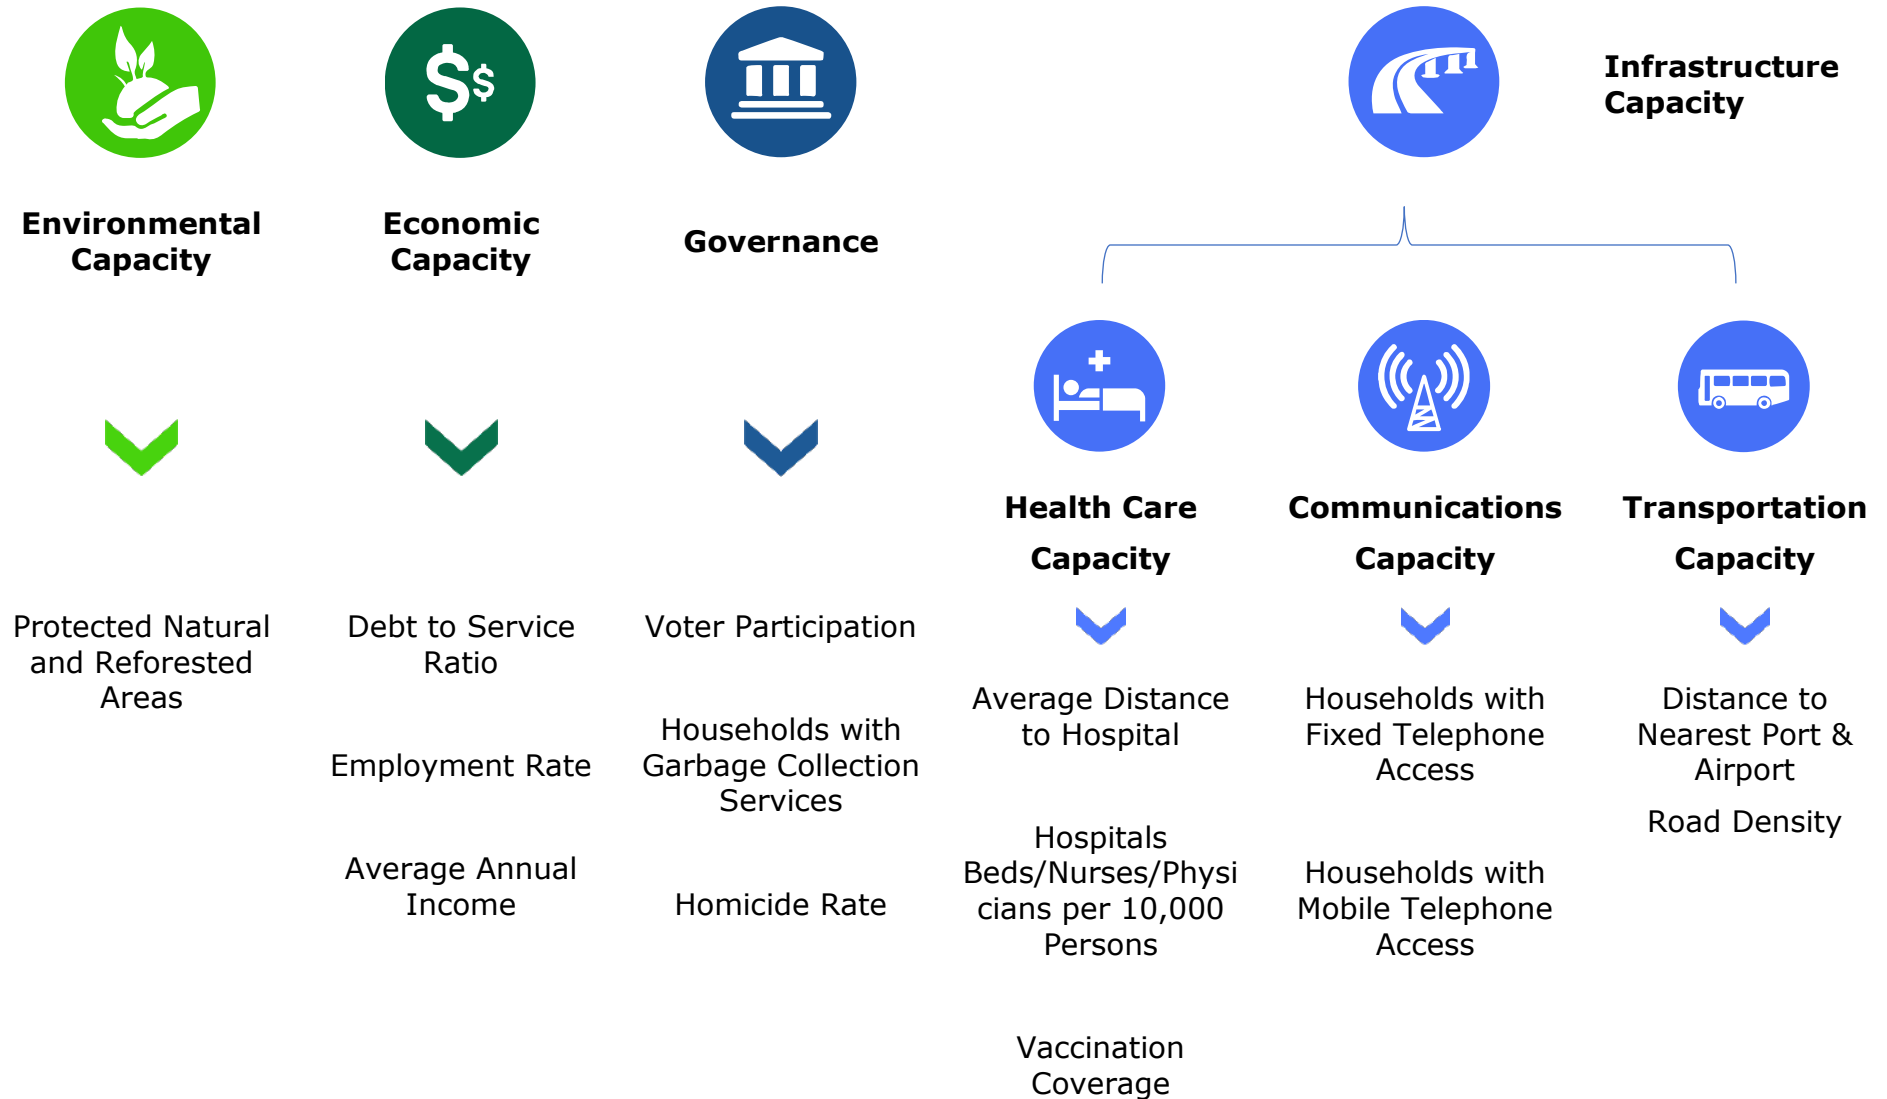 Infrastructure
Capacity
Environmental
Capacity
Economic
Capacity
Governance
Health Care
Capacity
Communications
Capacity
Transportation
Capacity
Protected Natural
and Reforested
Areas
Debt to Service
Ratio
Employment Rate
Average Annual
Income
Voter Participation
Households with
Garbage Collection
Services
Homicide Rate
Average Distance
to Hospital
Hospitals
Beds/Nurses/Physi
cians per 10,000
Persons
Vaccination
Coverage
Households with
Fixed Telephone
Access
Households with
Mobile Telephone
Access
Distance to
Nearest Port &
Airport
Road Density